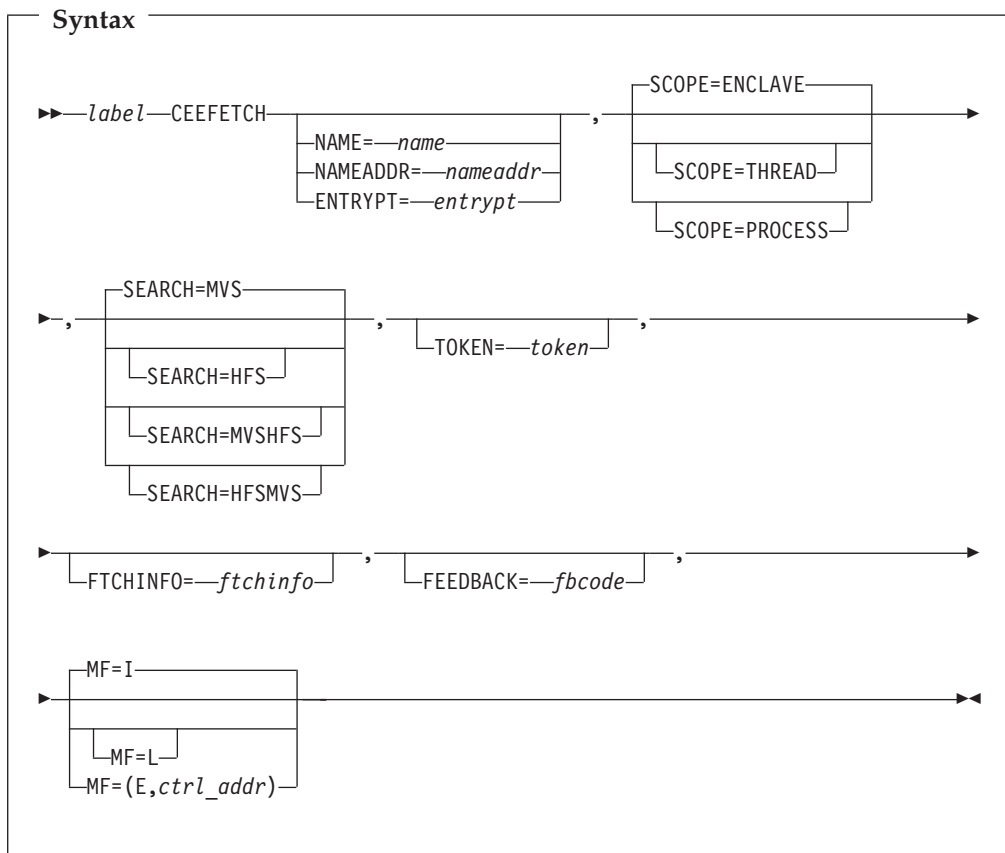 Syntax
SCOPE=ENCLAVE
►►—label—CEEFETCH , ►
NAME=—name SCOPE=THREAD
NAMEADDR=—nameaddr
ENTRYPT=—entrypt SCOPE=PROCESS
SEARCH=MVS
►—, , , ►
TOKEN=—token
SEARCH=HFS
SEARCH=MVSHFS
SEARCH=HFSMVS
► , , ►
FTCHINFO=—ftchinfo FEEDBACK=—fbcode
MF=I
► ►◄
MF=L
MF=(E,ctrl_addr)